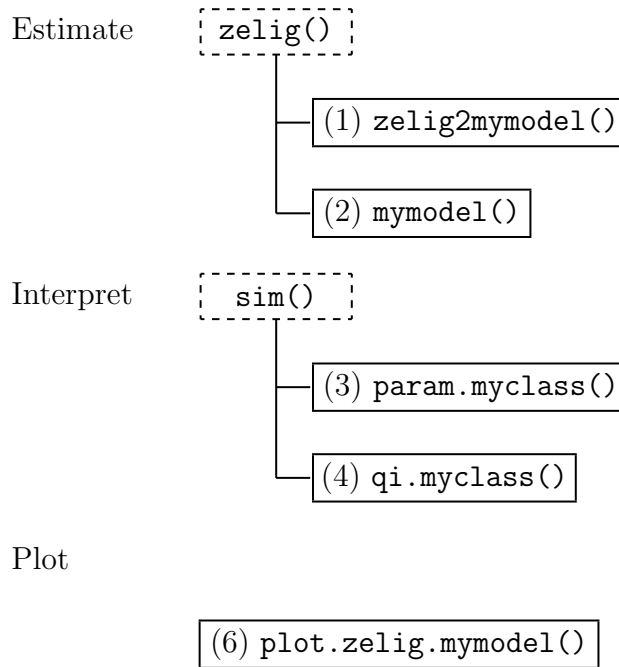 Estimate zelig()
(1) zelig2mymodel()
(2) mymodel()
Interpret sim()
(3) param.myclass()
(4) qi.myclass()
Plot
(6) plot.zelig.mymodel()